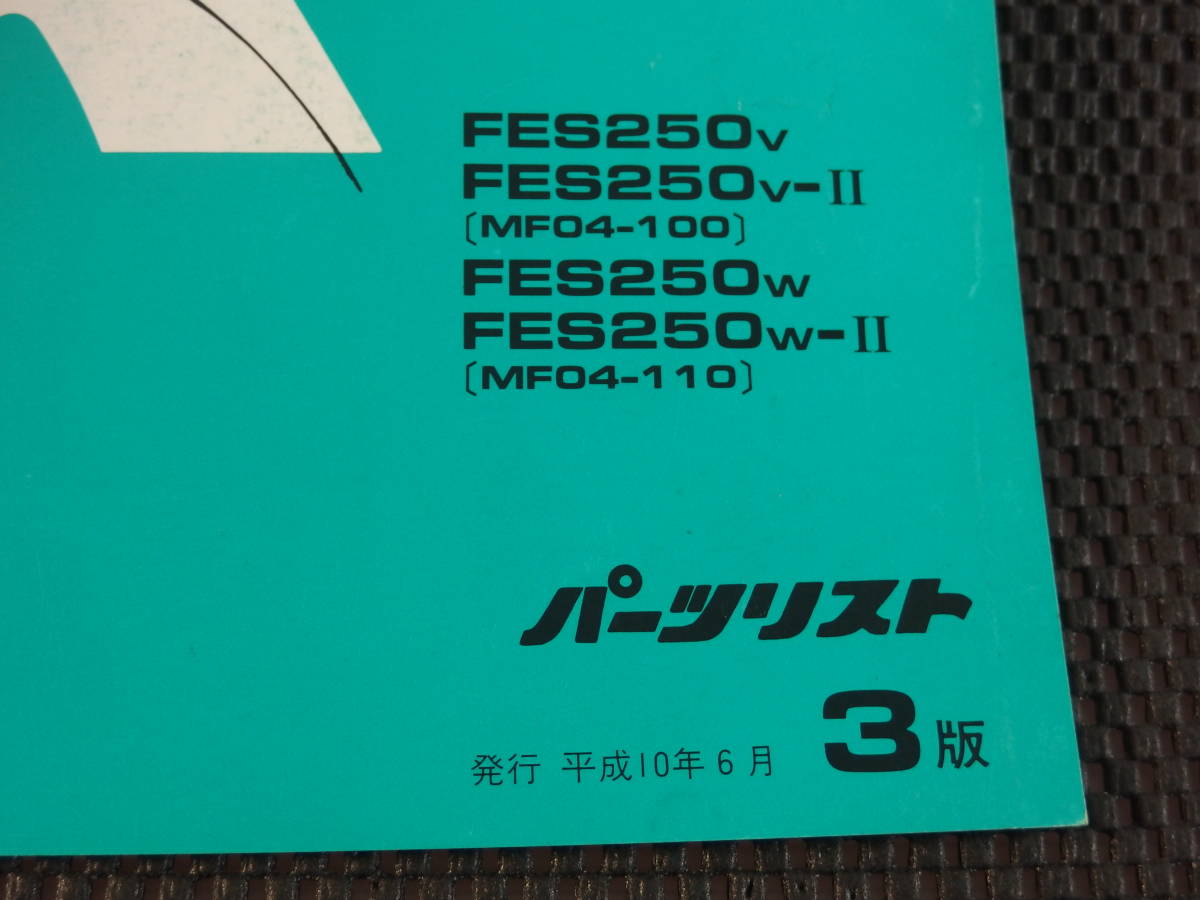 FES250V
FES250V-II
〔MF04-100〕
FES250W
FES250W-II
〔MF04-110〕
パーツリスト
発行 平成10年6月 3版